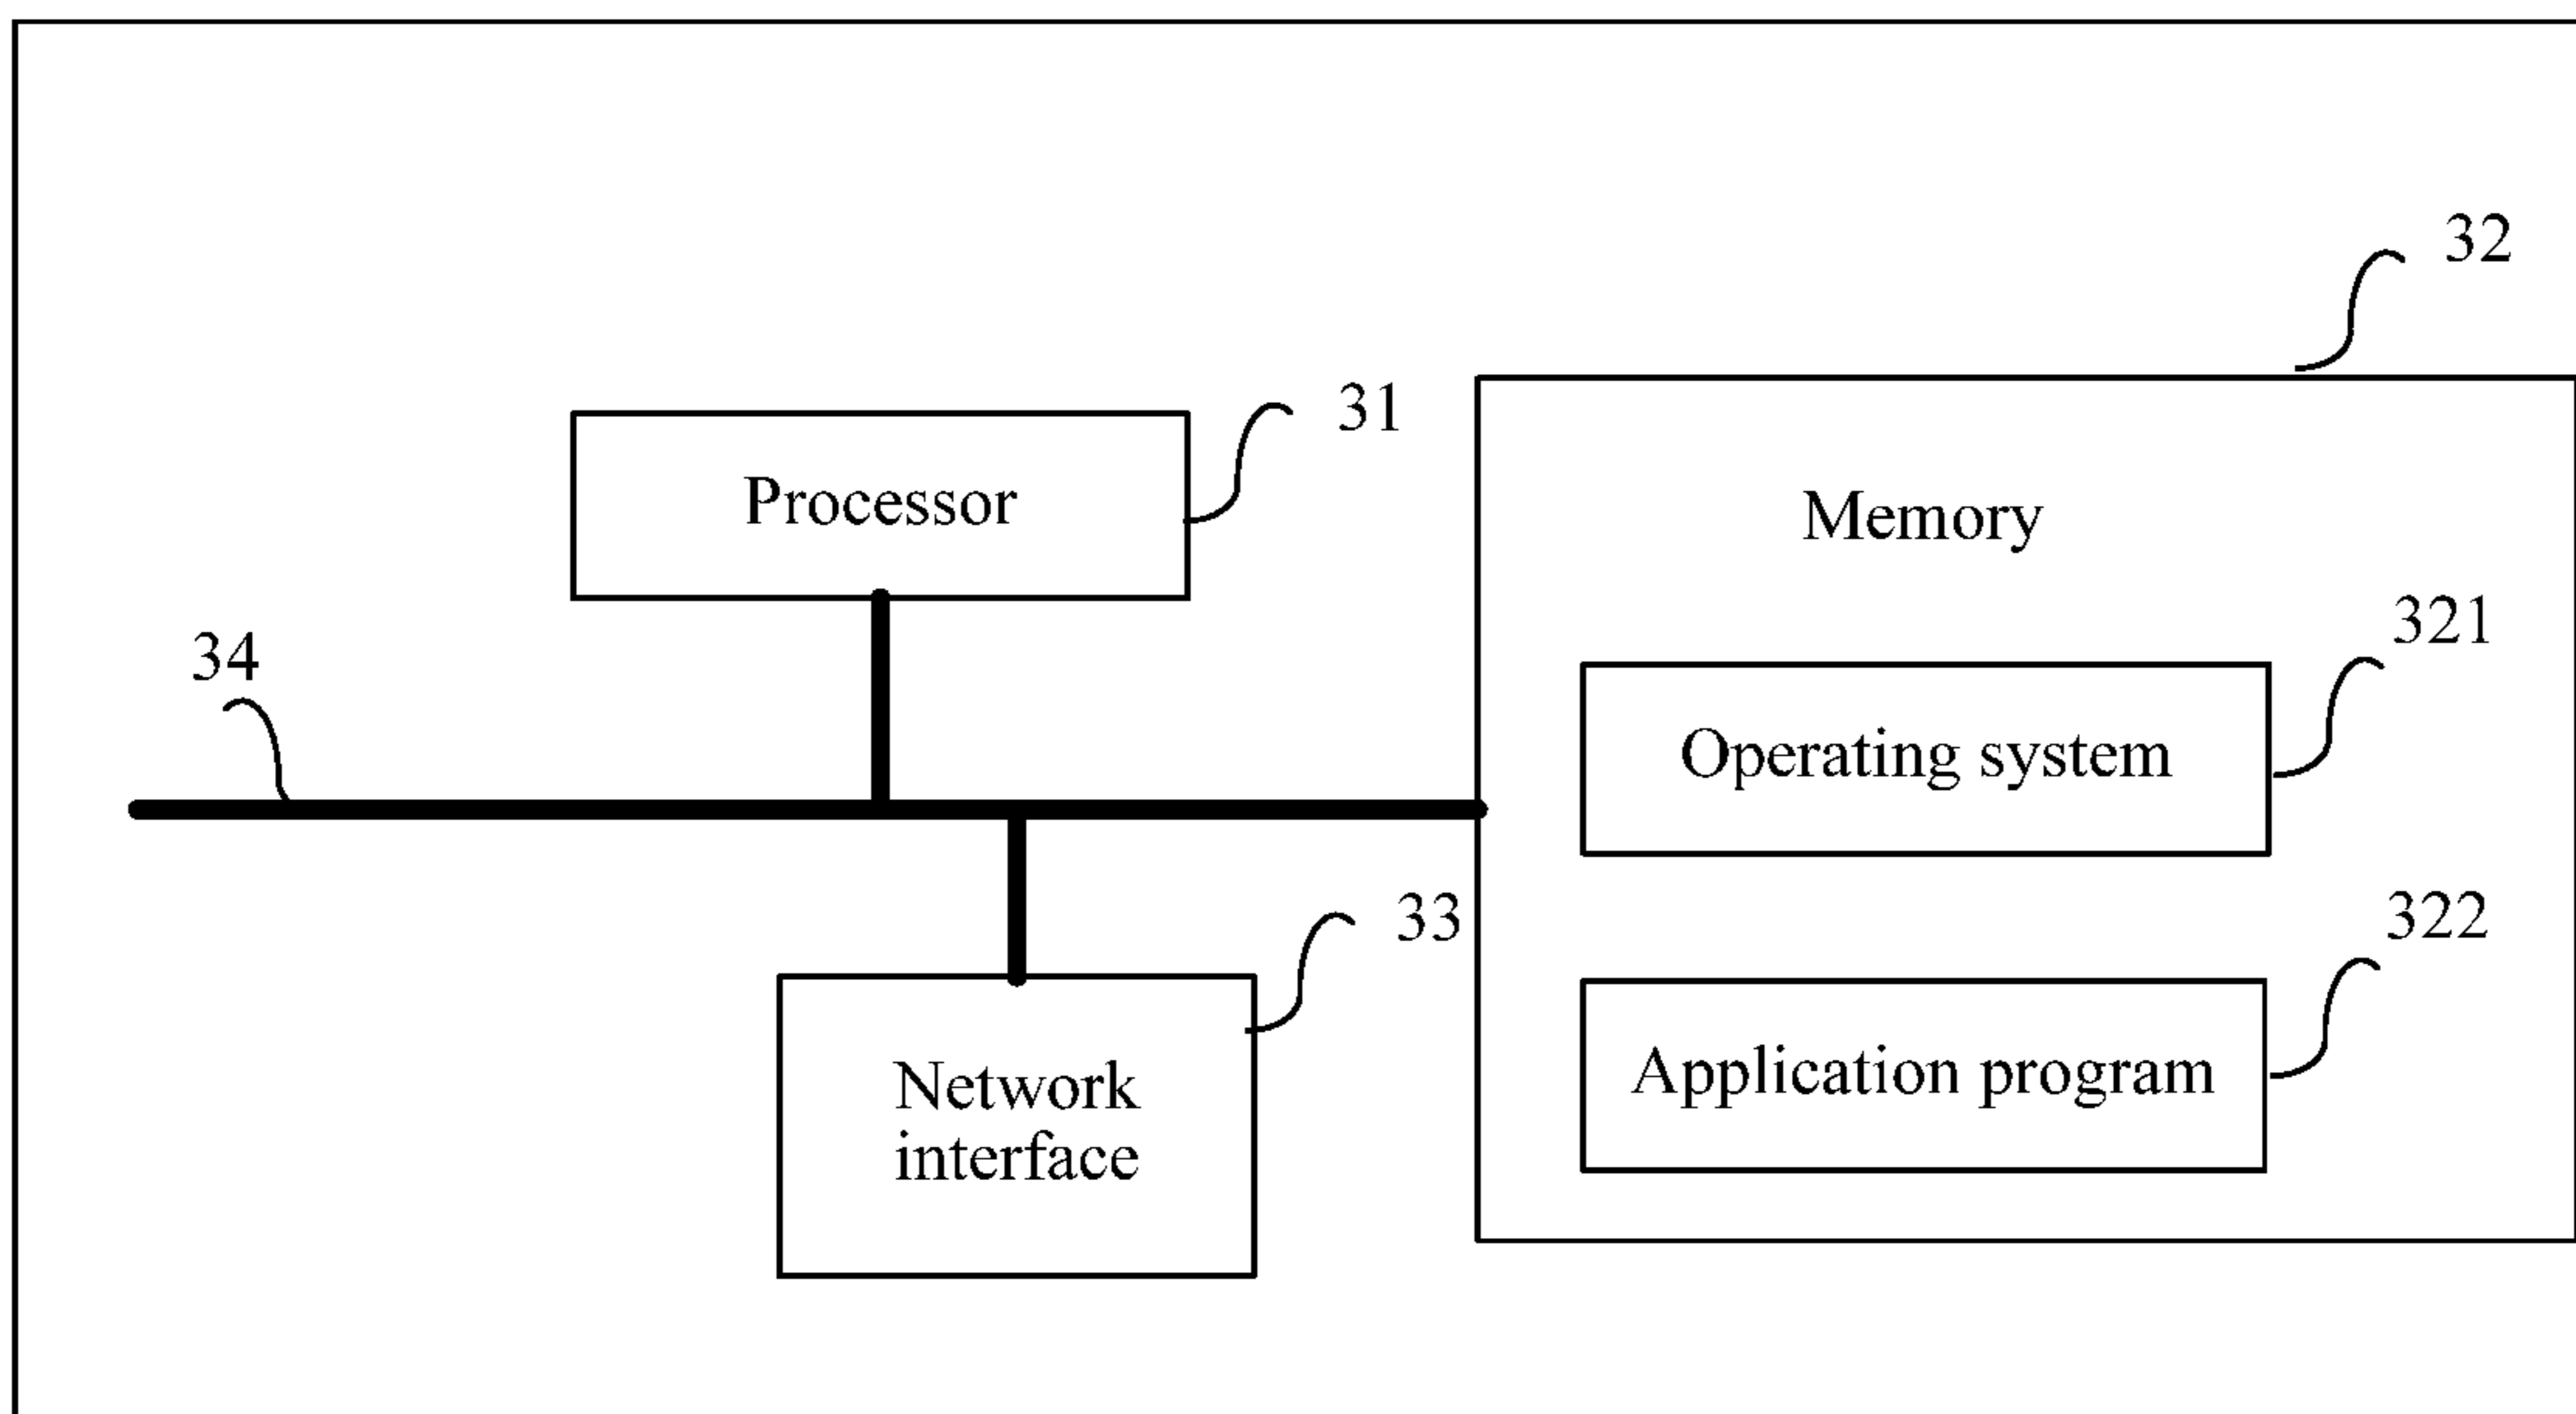 32
31
Processor
Memory
321
34
Operating system
322
33
Application program
Network
interface